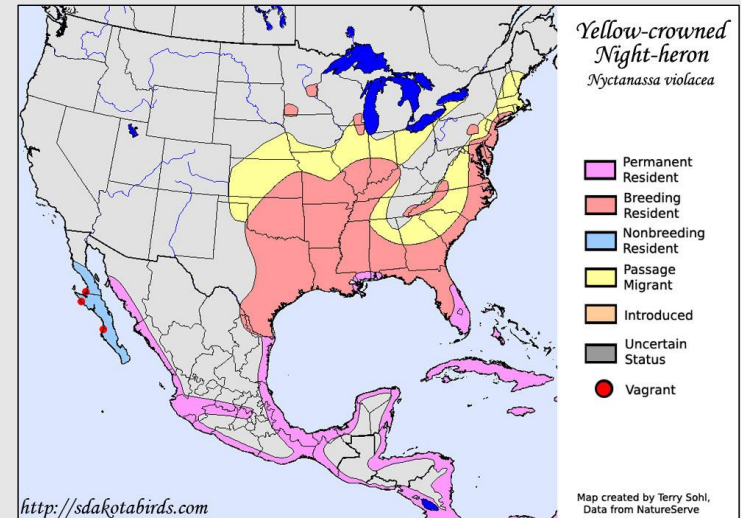 Yellow-crowned
Night-heron
Nyctanassa violacea
Permanent
Resident
Breeding
Resident
Nonbreeding
Resident
Passage
Migrant
Introduced
Uncertain
Status
Vagrant
Map created by Terry Sohl,
Data from NatureServe
http://sdakotabirds.com